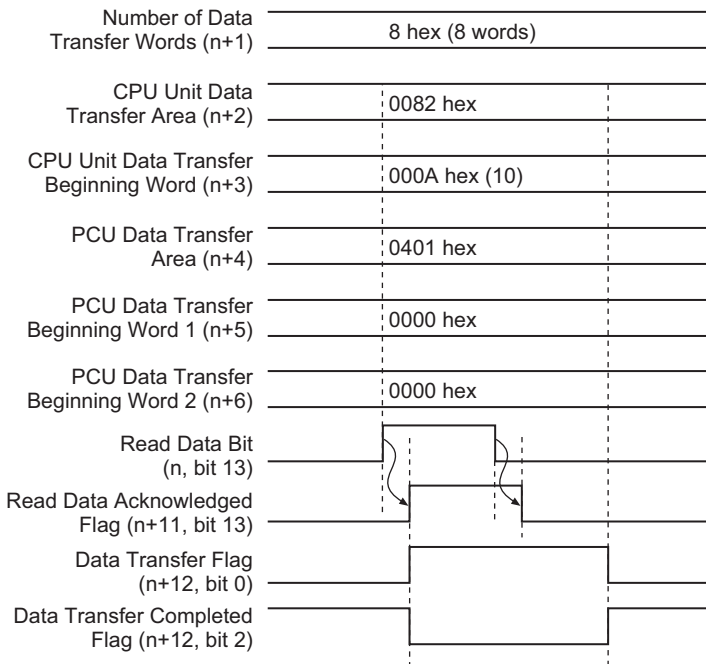 Number of Data
Transfer Words (n+1)
8 hex (8 words)
CPU Unit Data
Transfer Area (n+2)
0082 hex
CPU Unit Data Transfer
Beginning Word (n+3)
000A hex (10)
PCU Data Transfer
Area (n+4)
0401 hex
PCU Data Transfer
Beginning Word 1 (n+5)
0000 hex
PCU Data Transfer
Beginning Word 2 (n+6)
0000 hex
Read Data Bit
(n, bit 13)
Read Data Acknowledged
Flag (n+11, bit 13)
Data Transfer Flag
(n+12, bit 0)
Data Transfer Completed
Flag (n+12, bit 2)